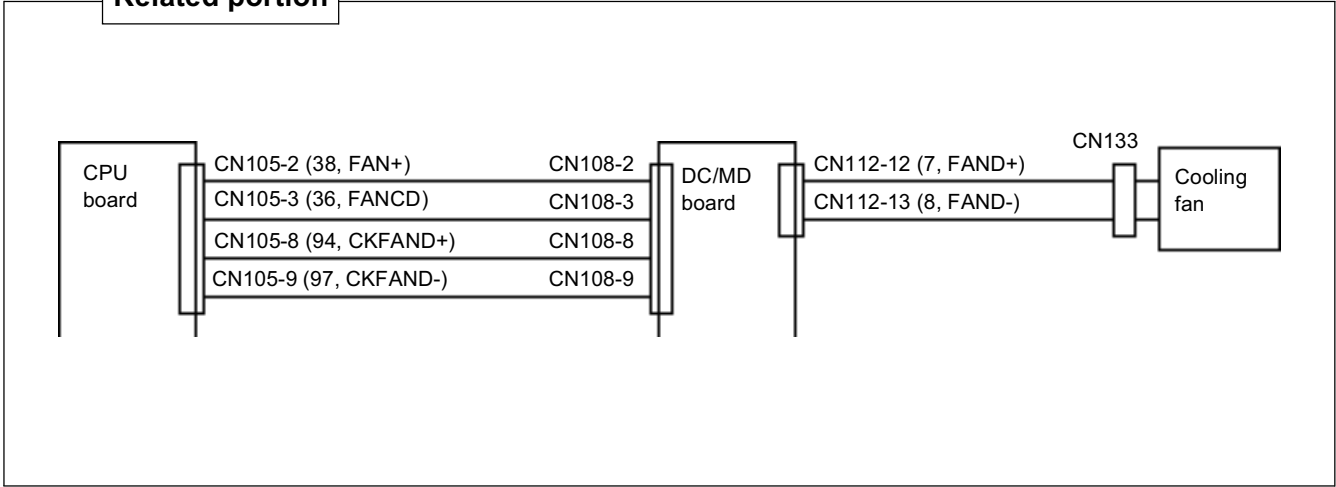 Related portion
CN133
CPU
board
CN105-2 (38, FAN+)
CN108-2
CN105-3 (36, FANCD)
CN108-3
CN105-8 (94, CKFAND+)
CN108-8
CN105-9 (97, CKFAND-)
CN108-9
DC/MD
board
CN112-12 (7, FAND+)
CN112-13 (8, FAND-)
Cooling
fan